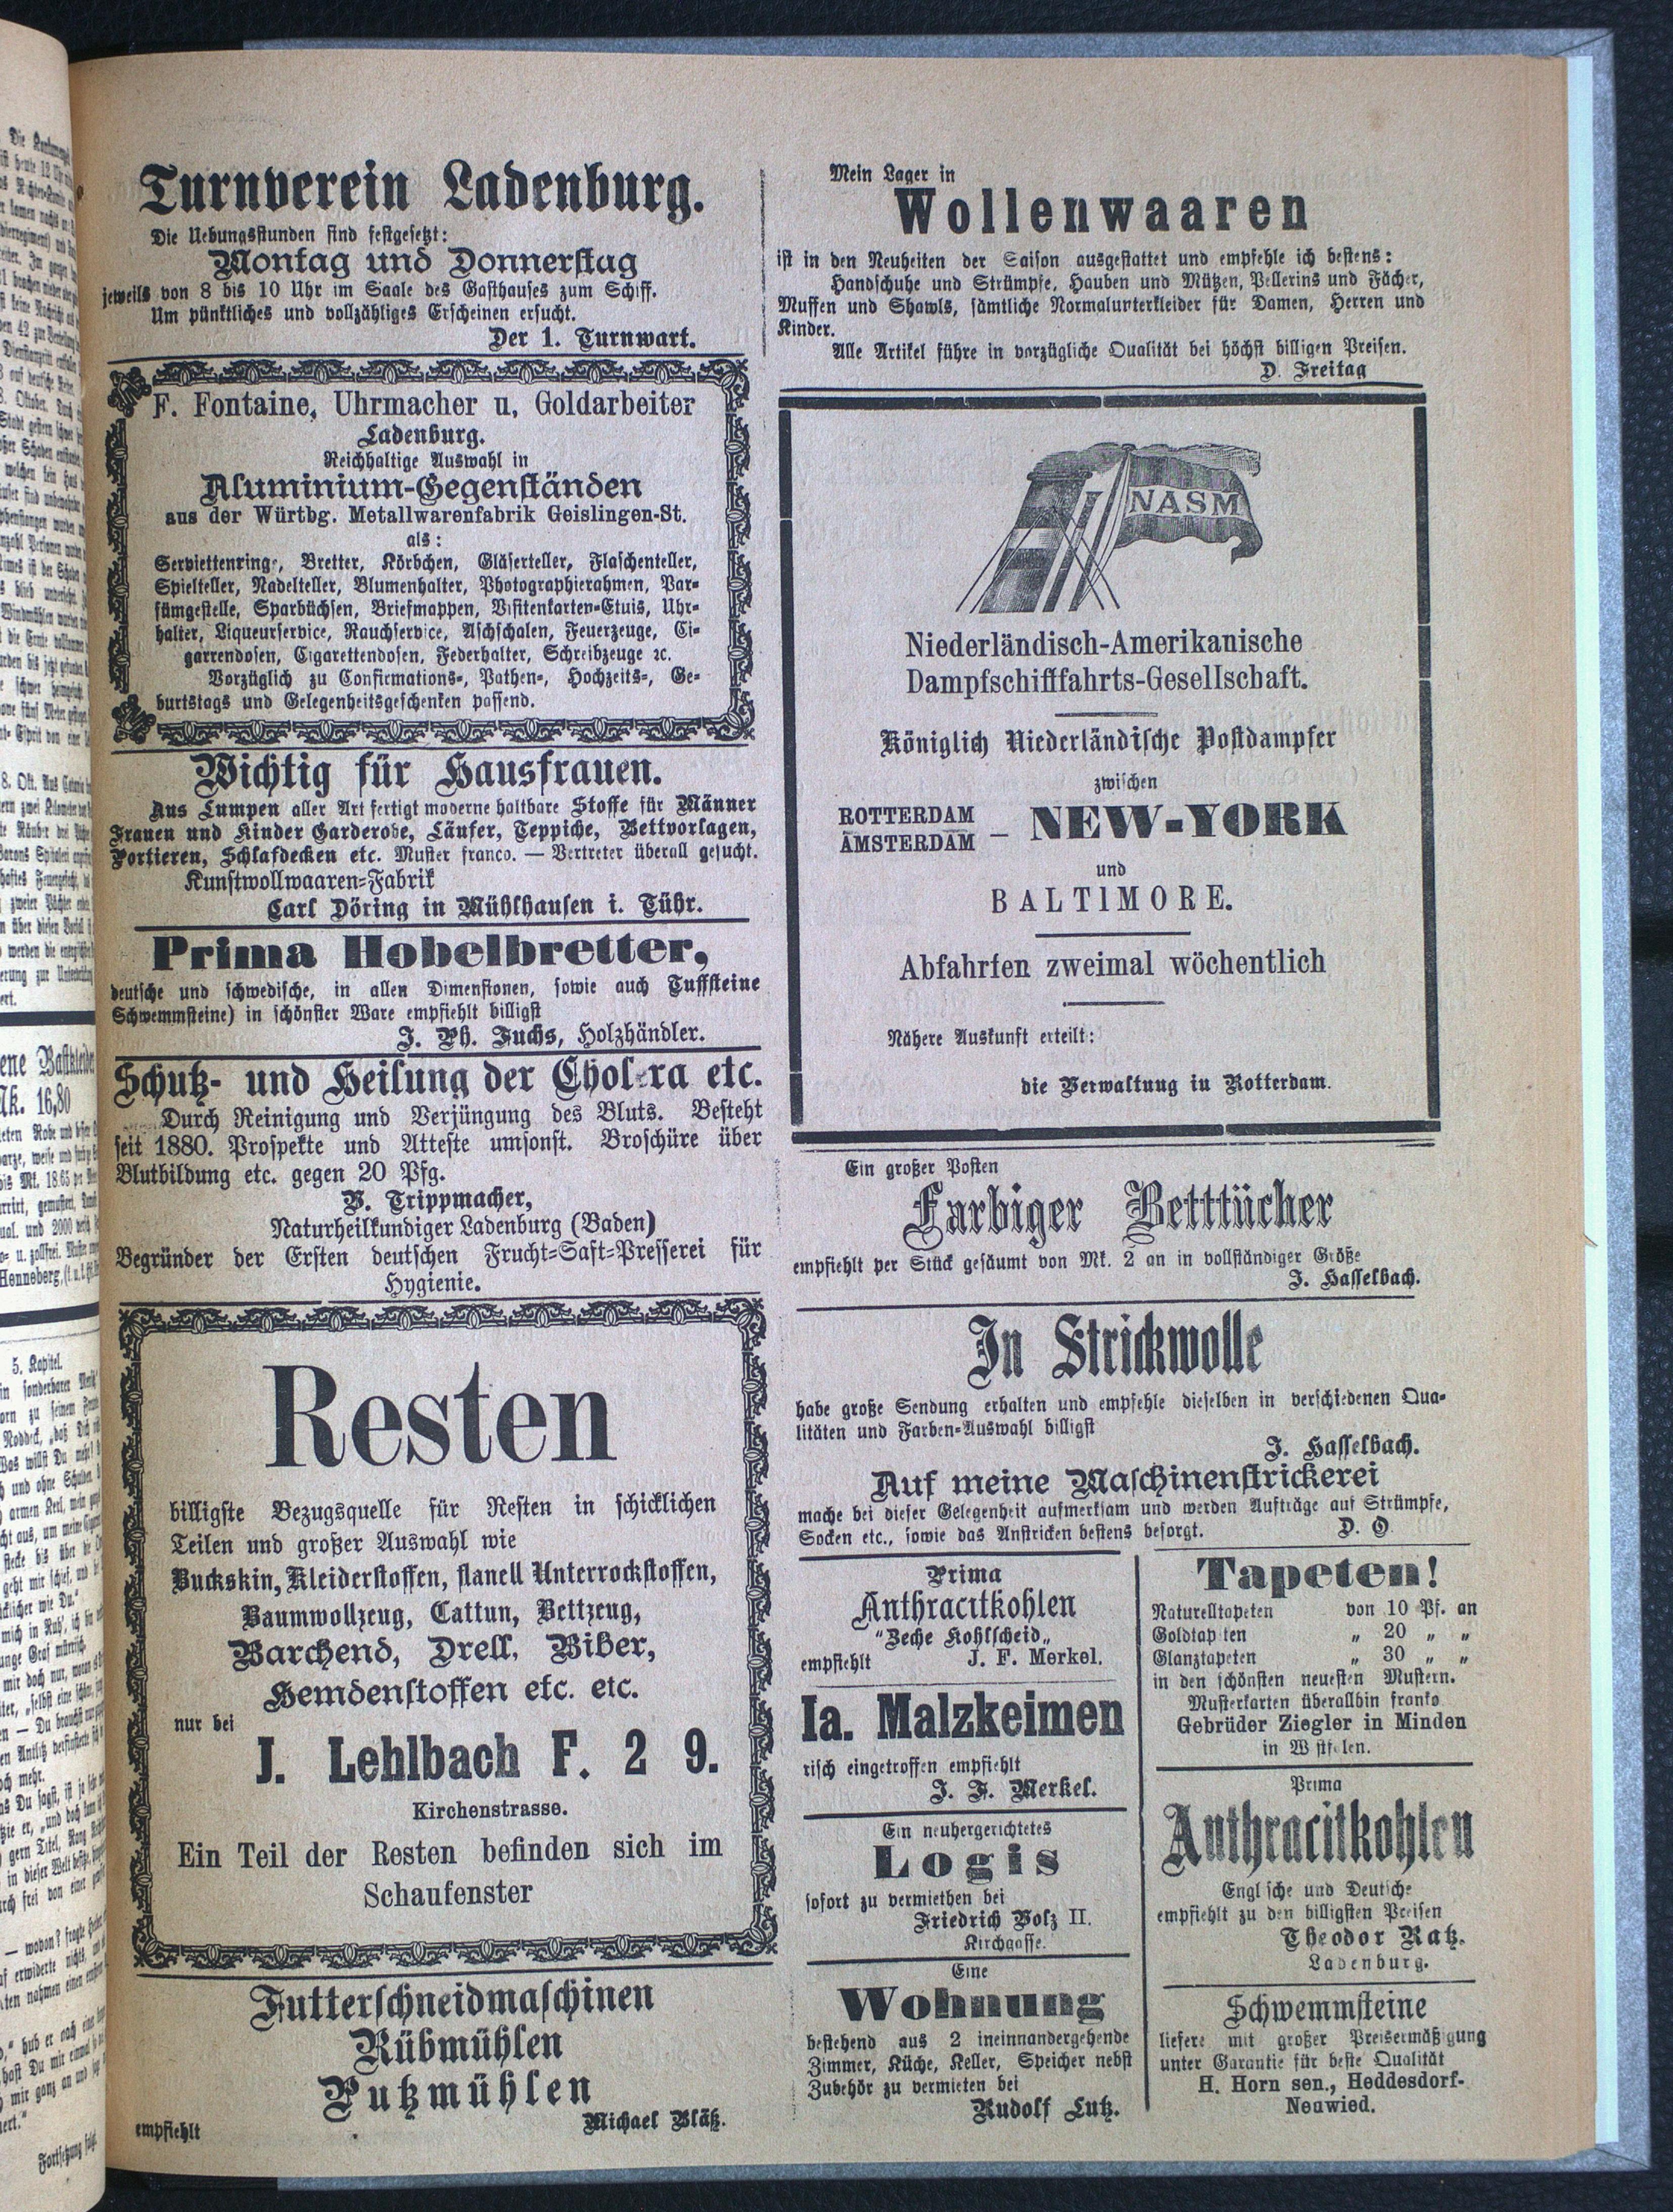 Turnverein Ladenburg.
Die Uebungsstunden sind festgesetzt:
Montag und Donnerstag
jeweils von 8 bis 10 Uhr im Saale des Gasthauses zum Schiff.
Um pünktliches und vollzähliges Erscheinen ersucht.
Der 1. Turnwart.
F. Fontaine, Uhrmacher u. Goldarbeiter
Ladenburg.
Reichhaltige Auswahl in
Aluminium-Gegenständen
aus der Würtbg. Metallwarenfabrik Geislingen-St.
als:
Serviettenringe, Bretter, Körbchen, Gläserteller, Flaschenteller,
Spielteller, Nadelteller, Blumenhalter, Photographierahmen, Par-
fümgestelle, Sparbüchsen, Briefmappen, Visitenkarten-Etuis, Uhr-
halter, Liqueurservice, Rauchservice, Aschschalen, Feuerzeuge, Ci-
garrendosen, Cigarettendosen, Federhalter, Schreibzeuge ꝛc.
Vorzüglich zu Confirmations-, Pathen-, Hochzeits-, Ge-
burtstags und Gelegenheitsgeschenken passend.
Wichtig für Hausfrauen.
Aus Lumpen aller Art fertigt moderne haltbare Stoffe für Männer
Frauen und Kinder Garderobe, Läufer, Teppiche, Bettvorlagen,
Portieren, Schlafdecken etc. Muster franco. — Vertreter überall gesucht.
Kunstwollwaaren-Fabrik
Carl Döring in Mühlhausen i. Tühr.
Prima Hobelbretter,
deutsche und schwedische, in allen Dimensionen, sowie auch Tuffsteine
Schwemmsteine) in schönster Ware empfiehlt billigst
J. Ph. Fuchs, Holzhändler.
Schutz- und Heilung der Cholera etc.
Durch Reinigung und Verjüngung des Bluts. Besteht
seit 1880. Prospekte und Atteste umsonst. Broschüre über
Blutbildung etc. gegen 20 Pfg.
V. Trippmacher,
Naturheilkundiger Ladenburg (Baden)
Begründer der Ersten deutschen Frucht-Saft-Presserei für
Hygienie.
Resten
billigste Bezugsquelle für Resten in schicklichen
Teilen und großer Auswahl wie
Buckskin, Kleiderstoffen, flanell Unterrockstoffen,
Baumwollzeug, Cattun, Bettzeug,
Barchend, Drell, Biber,
Hemdenstoffen etc. etc.
nur bei
J. Lehlbach F. 2 9.
Kirchenstrasse.
Ein Teil der Resten befinden sich im
Schaufenster
Futterschneidmaschinen
Rübmühlen
Putzmühlen
empfiehlt Michael Bläß.
Mein Lager in
Wollenwaaren
ist in den Neuheiten der Saison ausgestattet und empfehle ich bestens:
Handschuhe und Strümpfe, Hauben und Mützen, Pellerins und Fächer,
Muffen und Shawls, sämtliche Normalunterkleider für Damen, Herren und
Kinder.
Alle Artikel führe in vorzügliche Qualität bei höchst billigen Preisen.
D. Freitag
NASM
Niederländisch-Amerikanische
Dampfschifffahrts-Gesellschaft.
Königlich Niederländische Postdampfer
zwischen
ROTTERDAM
AMSTERDAM — NEW-YORK
und
BALTIMORE.
Abfahrten zweimal wöchentlich
Nähere Auskunft erteilt:
die Verwaltung in Rotterdam.
Ein großer Posten
Farbiger Betttücher
empfiehlt per Stück gesäumt von Mk. 2 an in vollständiger Größe
J. Hasselbach.
In Strickwolle
habe große Sendung erhalten und empfehle dieselben in verschiedenen Qua-
litäten und Farben-Auswahl billigst
J. Hasselbach.
Auf meine Maschinenstrickerei
mache bei dieser Gelegenheit aufmerksam und werden Aufträge auf Strümpfe,
Socken etc., sowie das Anstricken bestens besorgt. D. O
Prima
Anthracitkohlen
"Zeche Kohlscheid„
empfiehlt J. F. Merkel.
Ia. Malzkeimen
risch eingetroffen empfiehlt
J. F. Merkel.
Ein neuhergerichtetes
Logis
sofort zu vermiethen bei
Friedrich Volz II.
Kirchgasse.
Eine
Wohnung
bestehend aus 2 ineinnandergehende
Zimmer, Küche, Keller, Speicher nebst
Zubehör zu vermieten bei
Rudolf Lutz.
Tapeten!
Naturelltapeten von 10 Pf. an
Goldtap ten „ 20 „ „
Glanztapeten „ 30 „ „
in den schönsten neuesten Mustern.
Musterkarten überallhin franko
Gebrüder Ziegler in Minden
in W stfalen.
Prima
Anthracitkohlen
Engl sche und Deutsche
empfiehlt zu den billigsten Preisen
Theodor Ratz.
Ladenburg.
Schwemmsteine
liefere mit großer Preisermäßigung
unter Garantie für beste Qualität
H. Horn sen., Heddesdorf-
Neuwied.